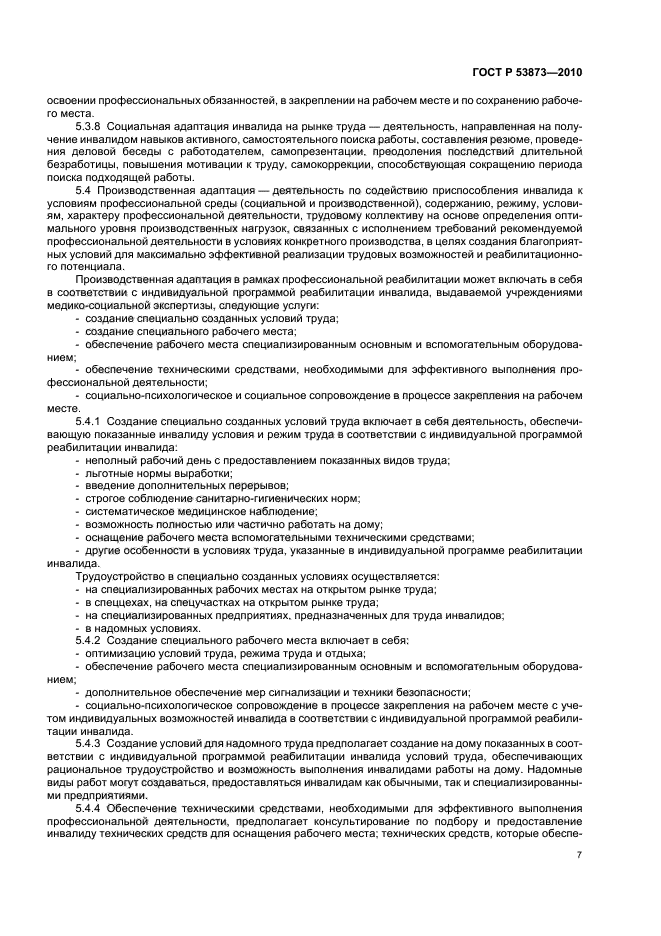 ГОСТ Р 53873—2010
освоении профессиональных обязанностей, в закреплении на рабочем месте и по сохранению рабоче-
го места.
5.3.8 Социальная адаптация инвалида на рынке труда — деятельность, направленная на полу-
чение инвалидом навыков активного, самостоятельного поиска работы, составления резюме, проведе-
ния деловой беседы с работодателем, самопрезентации, преодоления последствий длительной
безработицы, повышения мотивации к труду, самокоррекции, способствующая сокращению периода
поиска подходящей работы.
5.4 Производственная адаптация — деятельность по содействию приспособления инвалида к
условиям профессиональной среды (социальной и производственной), содержанию, режиму, услови-
ям, характеру профессиональной деятельности, трудовому коллективу на основе определения опти-
мального уровня производственных нагрузок, связанных с исполнением требований рекомендуемой
профессиональной деятельности в условиях конкретного производства, в целях создания благоприят-
ных условий для максимально эффективной реализации трудовых возможностей и реабилитационно-
го потенциала.
Производственная адаптация в рамках профессиональной реабилитации может включать в себя
в соответствии с индивидуальной программой реабилитации инвалида, выдаваемой учреждениями
медико-социальной экспертизы, следующие услуги:
- создание специально созданных условий труда;
- создание специального рабочего места;
- обеспечение рабочего места специализированным основным и вспомогательным оборудова-
нием;
- обеспечение техническими средствами, необходимыми для эффективного выполнения про-
фессиональной деятельности;
- социально-психологическое и социальное сопровождение в процессе закрепления на рабочем
месте.
5.4.1 Создание специально созданных условий труда включает в себя деятельность, обеспечи-
вающую показанные инвалиду условия и режим труда в соответствии с индивидуальной программой
реабилитации инвалида:
- неполный рабочий день с предоставлением показанных видов труда;
- льготные нормы выработки;
- введение дополнительных перерывов;
- строгое соблюдение санитарно-гигиенических норм;
- систематическое медицинское наблюдение;
- возможность полностью или частично работать на дому;
- оснащение рабочего места вспомогательными техническими средствами;
- другие особенности в условиях труда, указанные в индивидуальной программе реабилитации
инвалида.
Трудоустройство в специально созданных условиях осуществляется:
- на специализированных рабочих местах на открытом рынке труда;
- в спеццехах, на спецучастках на открытом рынке труда;
- на специализированных предприятиях, предназначенных для труда инвалидов;
- в надомных условиях.
5.4.2 Создание специального рабочего места включает в себя:
- оптимизацию условий труда, режима труда и отдыха;
- обеспечение рабочего места специализированным основным и вспомогательным оборудова-
нием;
- дополнительное обеспечение мер сигнализации и техники безопасности;
- социально-психологическое сопровождение в процессе закрепления на рабочем месте с уче-
том индивидуальных возможностей инвалида в соответствии с индивидуальной программой реабили-
тации инвалида.
5.4.3 Создание условий для надомного труда предполагает создание на дому показанных в соот-
ветствии с индивидуальной программой реабилитации инвалида условий труда, обеспечивающих
рациональное трудоустройство и возможность выполнения инвалидами работы на дому. Надомные
виды работ могут создаваться, предоставляться инвалидам как обычными, так и специализированны-
ми предприятиями.
5.4.4 Обеспечение техническими средствами, необходимыми для эффективного выполнения
профессиональной деятельности, предполагает консультирование по подбору и предоставление
инвалиду технических средств для оснащения рабочего места; технических средств, которые обеспе-
7